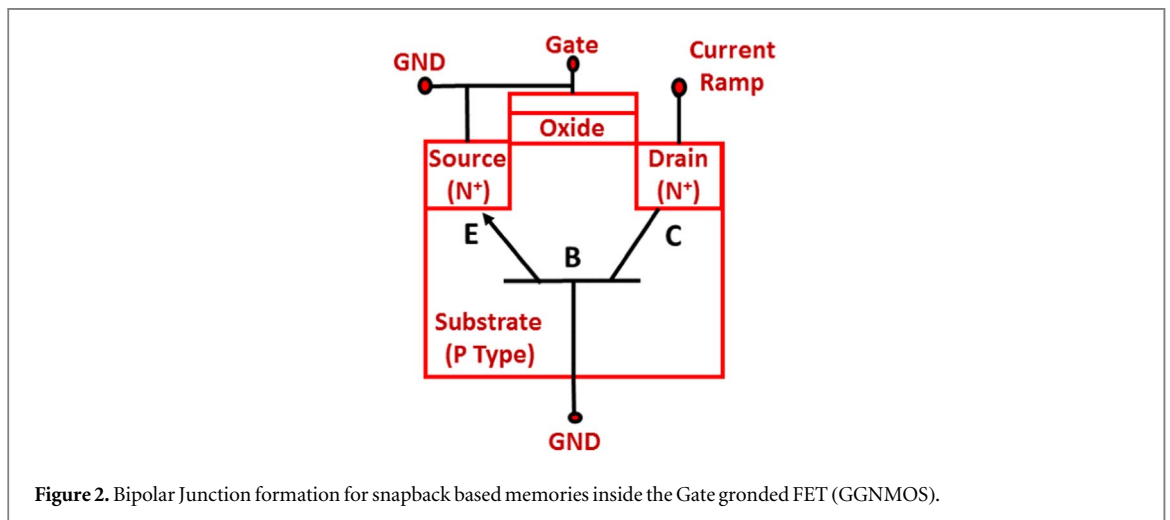 Gate
GND
Current
Ramp
Oxide
Source
(N⁺)
Drain
(N⁺)
E
B
C
Substrate
(P Type)
GND
Figure 2. Bipolar Junction formation for snapback based memories inside the Gate gronded FET (GGNMOS).